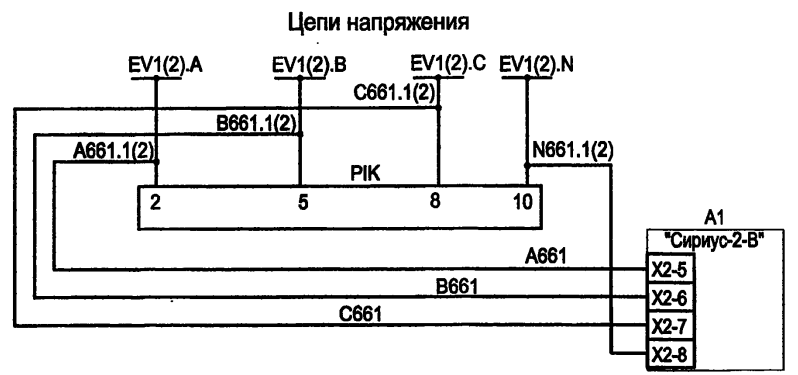 Цепи напряжения
EV1(2).A EV1(2).B EV1(2).C EV1(2).N
C661.1(2)
B661.1(2)
A661.1(2) N661.1(2)
PIK
2 5 8 10
A1
"Сириус-2-В"
A661 X2-5
B661 X2-6
C661 X2-7
X2-8